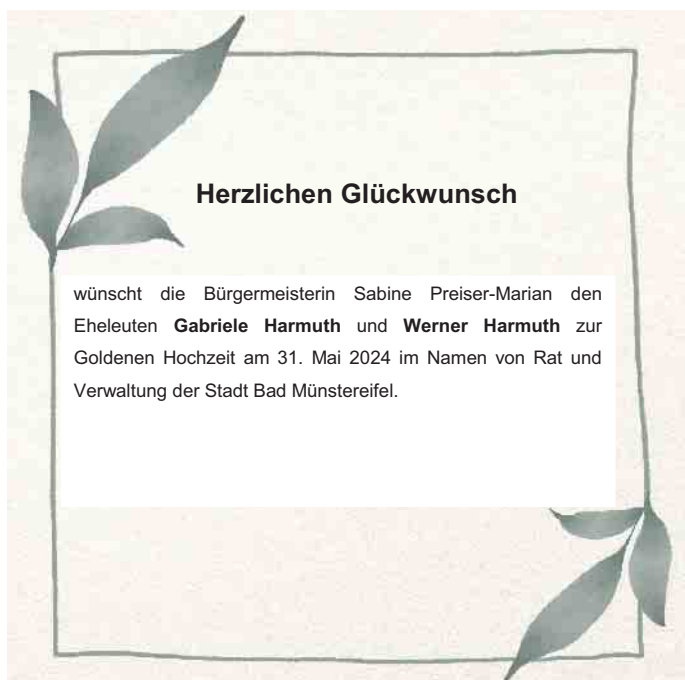 Herzlichen Glückwunsch
wünscht die Bürgermeisterin Sabine Preiser-Marian den
Eheleuten Gabriele Harmuth und Werner Harmuth zur
Goldenen Hochzeit am 31. Mai 2024 im Namen von Rat und
Verwaltung der Stadt Bad Münstereifel.